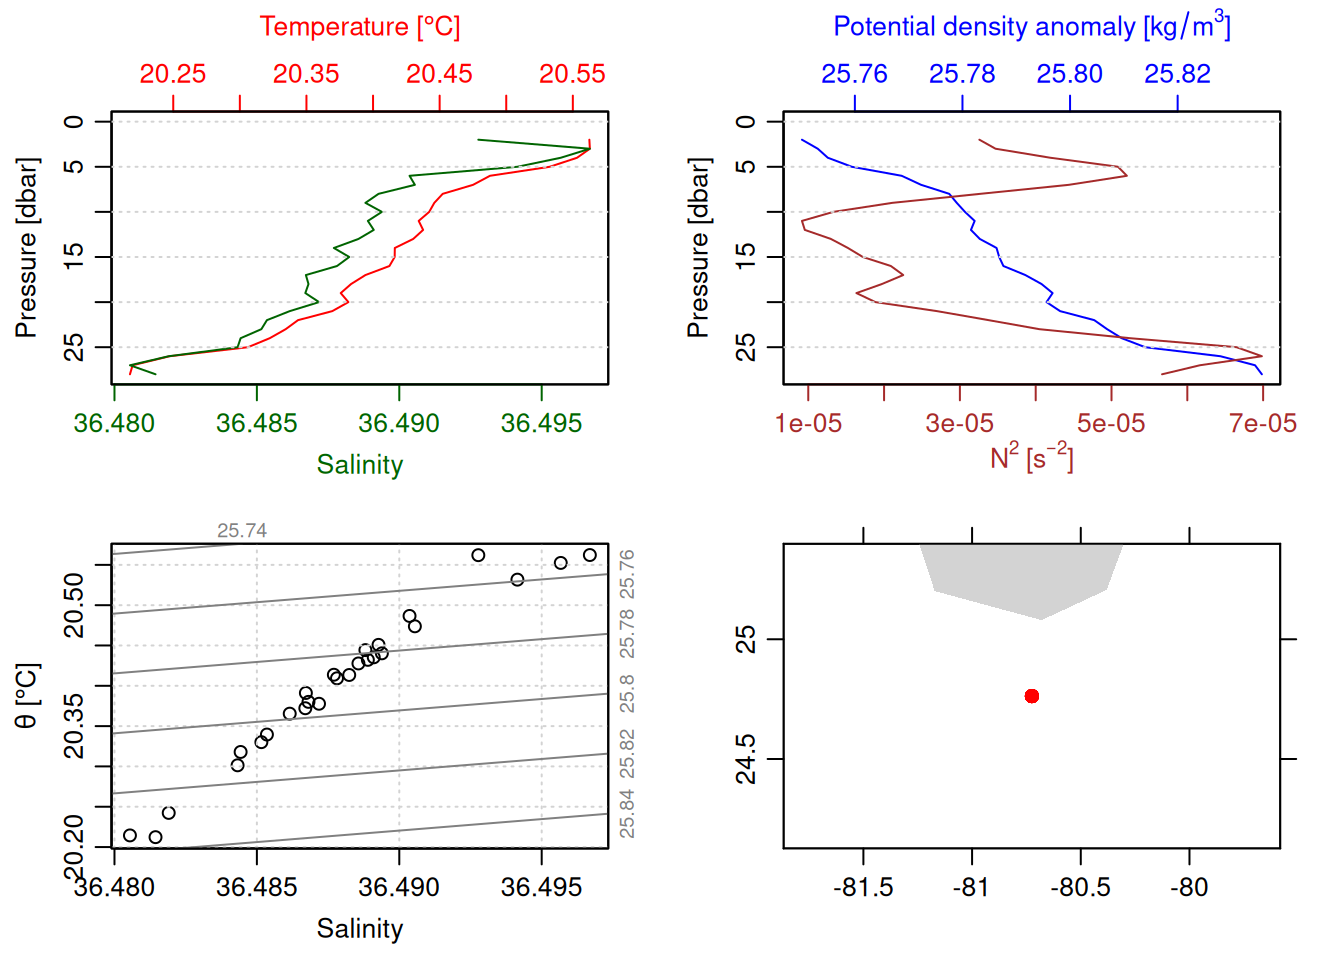 Temperature [°C]
20.25 20.35 20.45 20.55
Pressure [dbar]
0
5
15
25
36.480 36.485 36.490 36.495
Salinity
Potential density anomaly [kg/m³]
25.76 25.78 25.80 25.82
Pressure [dbar]
0
5
15
25
1e-05 3e-05 5e-05 7e-05
N² [s⁻²]
25.74
θ [°C]
20.50
20.35
20.20
25.76
25.78
25.8
25.82
25.84
36.480 36.485 36.490 36.495
Salinity
25
24.5
-81.5 -81 -80.5 -80